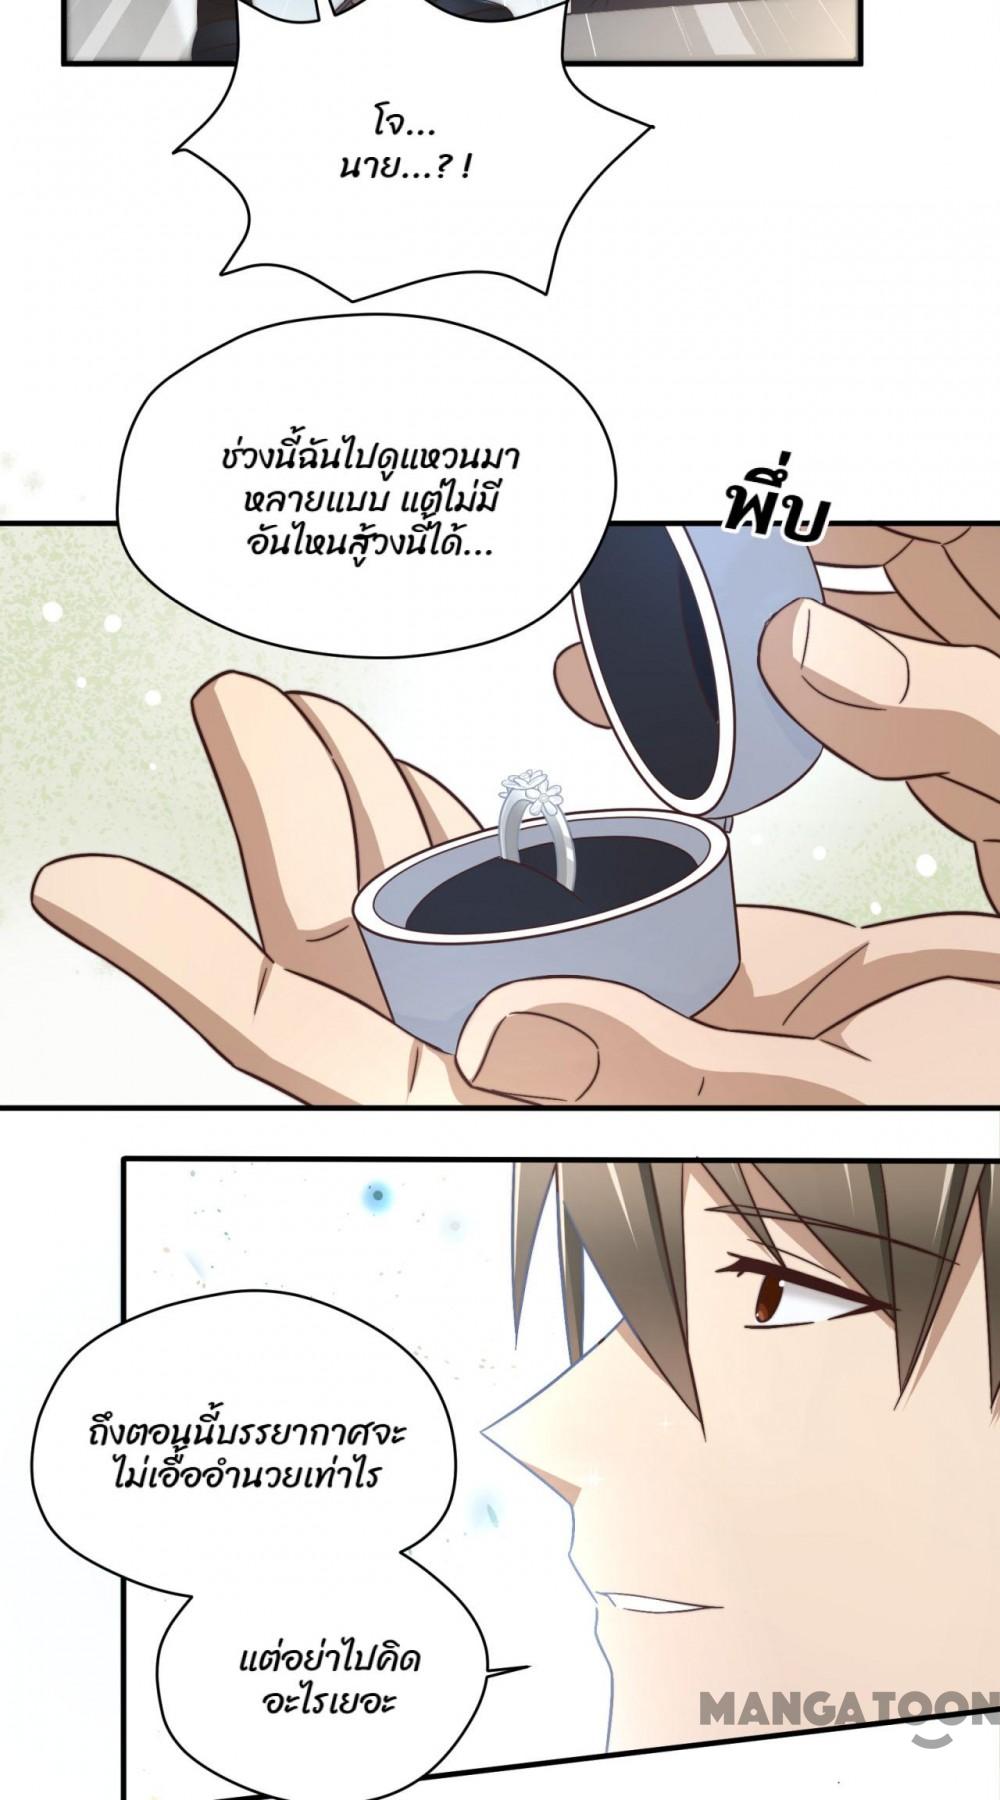 โจ...
นาย...?!
ช่วงนี้ฉันไปดูแหวนมา
หลายแบบ แต่ไม่มี
อันไหนสู้วงนี้ได้...
พึ่บ
ถึงตอนนี้บรรยากาศจะ
ไม่เอื้ออำนวยเท่าไร
แต่อย่าไปคิด
อะไรเยอะ
MANGATOON